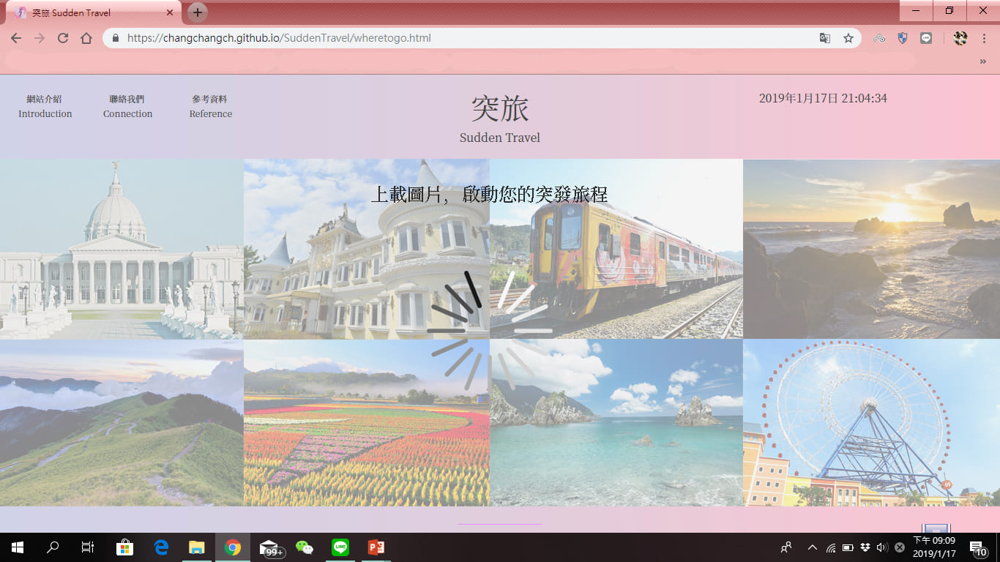 突旅 Sudden Travel
https://changchangch.github.io/SuddenTravel/wheretogo.html
網站介紹
Introduction
聯絡我們
Connection
參考資料
Reference
突旅
Sudden Travel
2019年1月17日 21:04:34
上載圖片，啟動您的突發旅程
69
99+
LINE
下午 09:09
2019/1/17
10